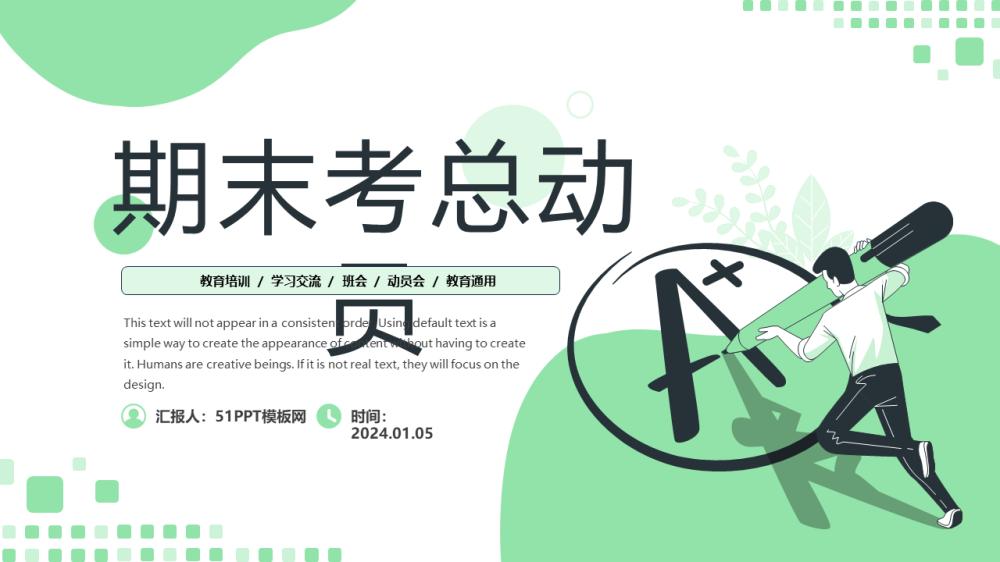 期末考总动
员
教育培训 / 学习交流 / 班会 / 动员会 / 教育通用
This text will not appear in a consistent order. Using default text is a
simple way to create the appearance of content without having to create
it. Humans are creative beings. If it is not real text, they will focus on the
design.
汇报人：51PPT模板网
时间：
2024.01.05
A+